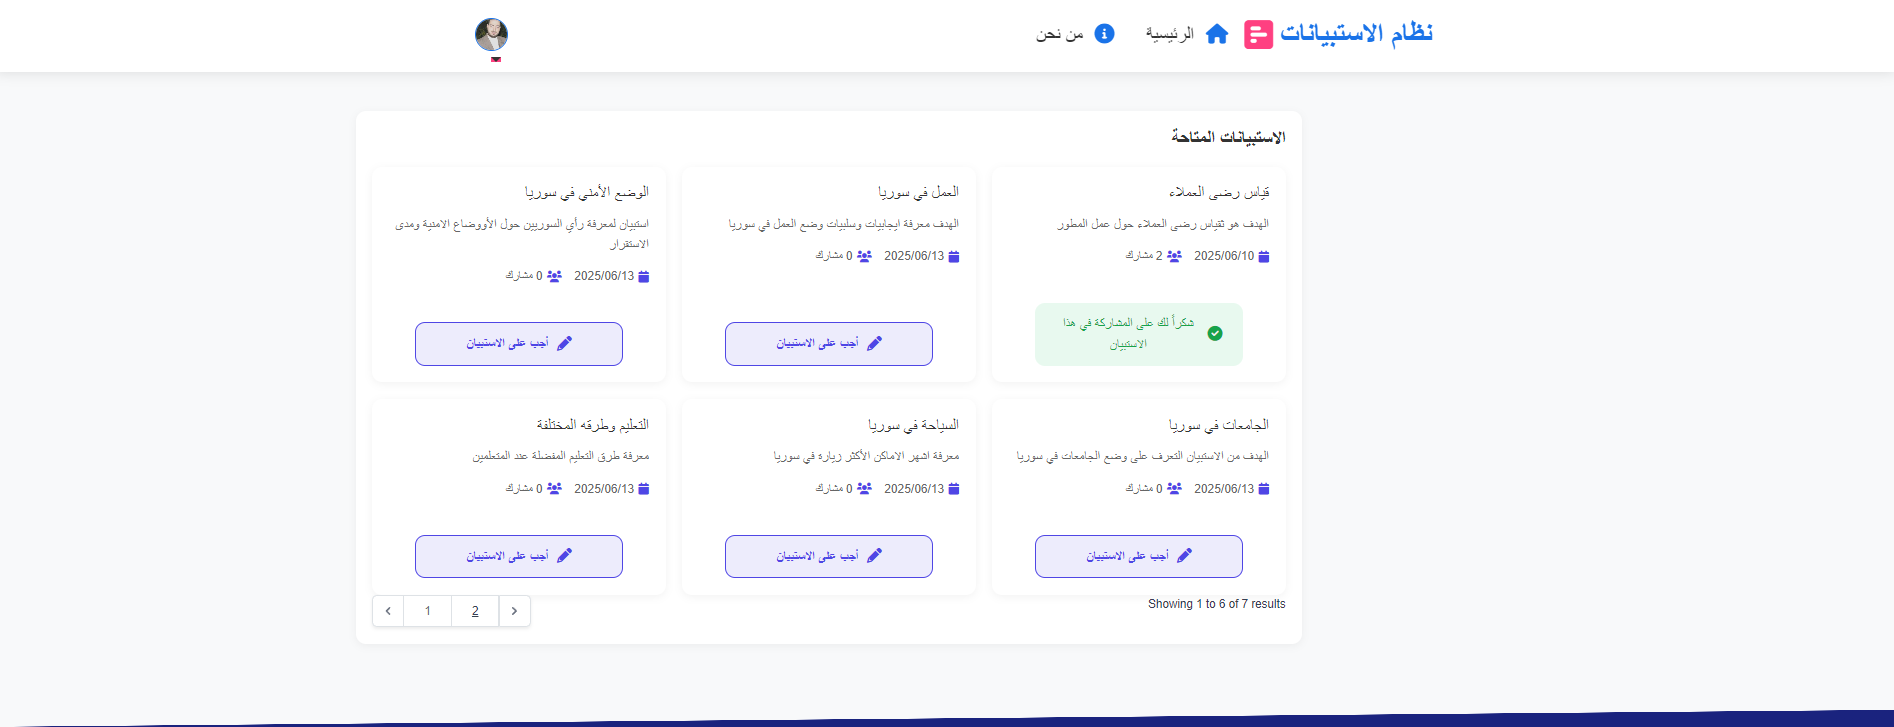 نظام الاستبيانات
الرئيسية
من نحن
الاستبيانات المتاحة
قياس رضى العملاء
الهدف هو ثقياس رضى العملاء حول عمل المطور
2025/06/10 2 مشارك
شكراً لك على المشاركة في هذا
الاستبيان
العمل في سوريا
الهدف معرفة ايجابيات وسلبيات وضع العمل في سوريا
2025/06/13 0 مشارك
أجب على الاستبيان
الوضع الأمني في سوريا
استبيان لمعرفة رأي السوريين حول الأووضاع الامنية ومدى
الاستقرار
2025/06/13 0 مشارك
أجب على الاستبيان
الجامعات في سوريا
الهدف من الاستبيان التعرف على وضع الجامعات في سوريا
2025/06/13 0 مشارك
أجب على الاستبيان
السياحة في سوريا
معرفة اشهر الاماكن الأكثر زيارة في سوريا
2025/06/13 0 مشارك
أجب على الاستبيان
التعليم وطرقه المختلفة
معرفة طرق التعليم المفضلة عند المتعلمين
2025/06/13 0 مشارك
أجب على الاستبيان
Showing 1 to 6 of 7 results
1 2